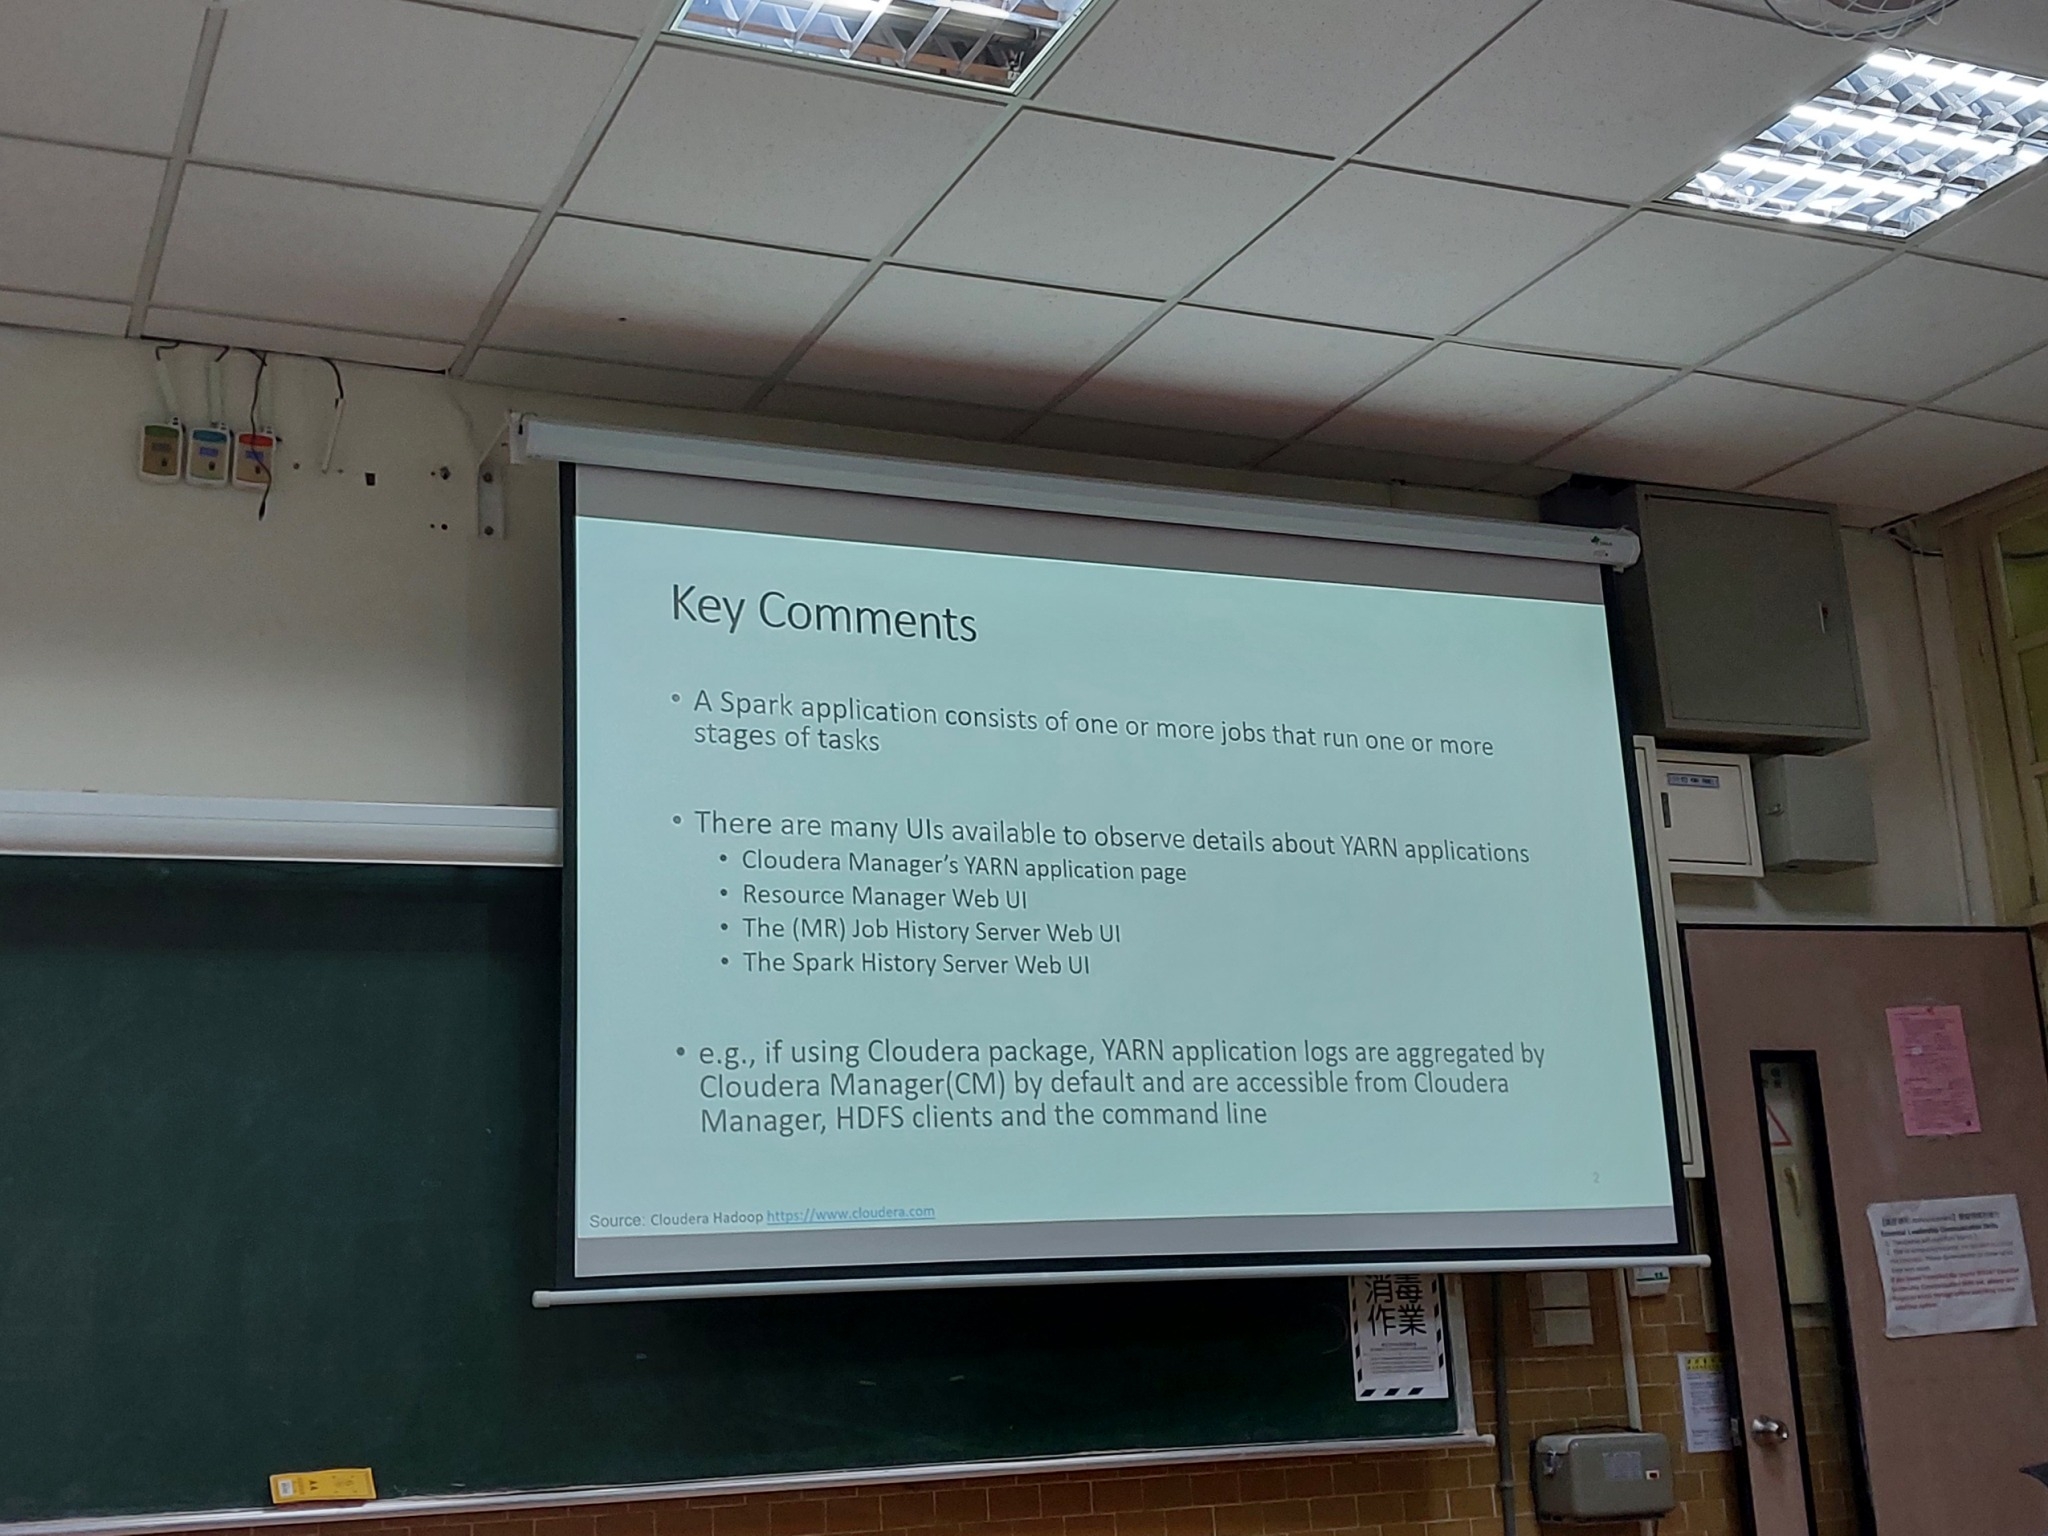 Key Comments
• A Spark application consists of one or more jobs that run one or more
stages of tasks
• There are many UIs available to observe details about YARN applications
• Cloudera Manager’s YARN application page
• Resource Manager Web UI
• The (MR) Job History Server Web UI
• The Spark History Server Web UI
• e.g., if using Cloudera package, YARN application logs are aggregated by
Cloudera Manager(CM) by default and are accessible from Cloudera
Manager, HDFS clients and the command line
2
Source: Cloudera Hadoop https://www.cloudera.com
消毒
作業